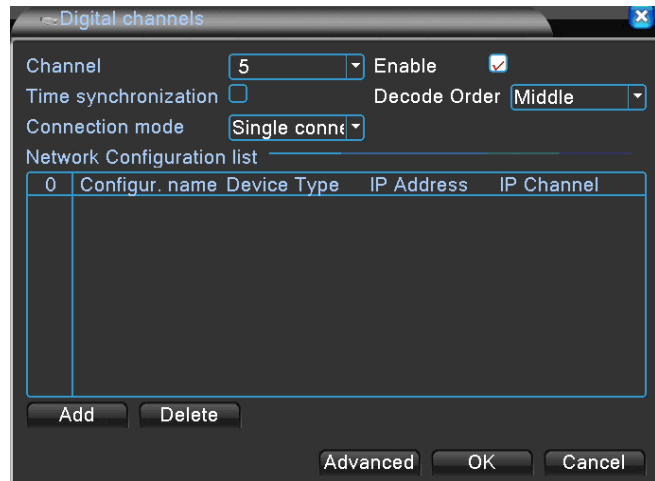 Digital channels
Channel 5 Enable
Time synchronization Decode Order Middle
Connection mode Single conne
Network Configuration list
0 Configur. name Device Type IP Address IP Channel
Add Delete
Advanced OK Cancel